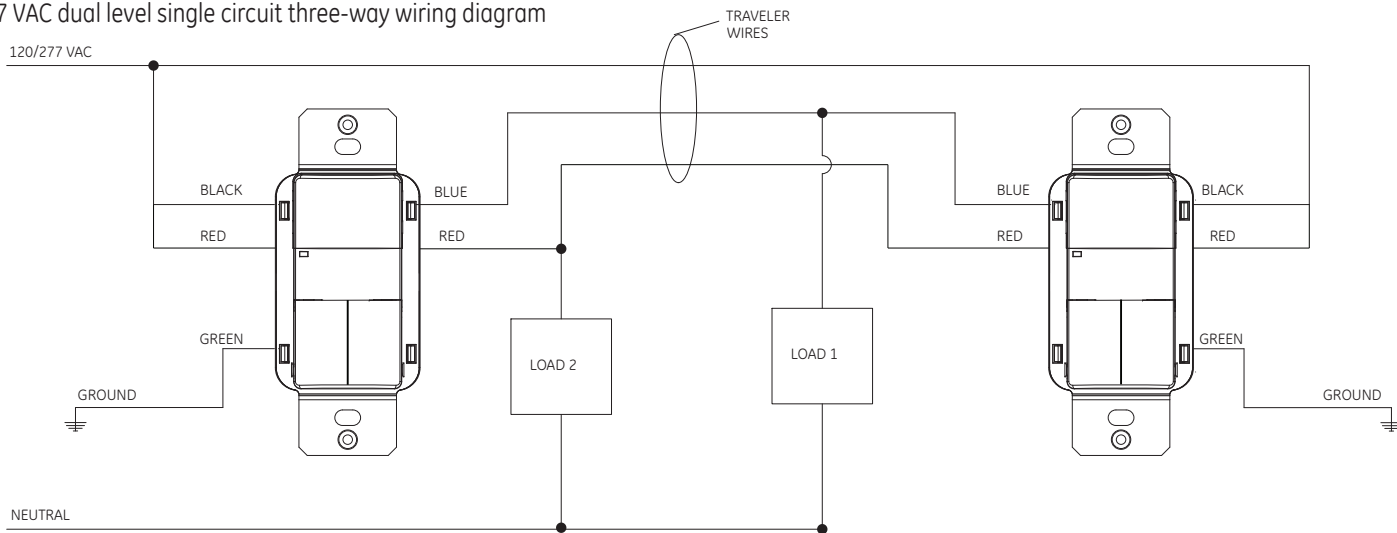 7 VAC dual level single circuit three-way wiring diagram
TRAVELER
WIRES
120/277 VAC
BLACK
BLUE
BLUE
BLACK
RED
RED
RED
RED
GREEN
LOAD 2
LOAD 1
GREEN
GROUND
GROUND
NEUTRAL